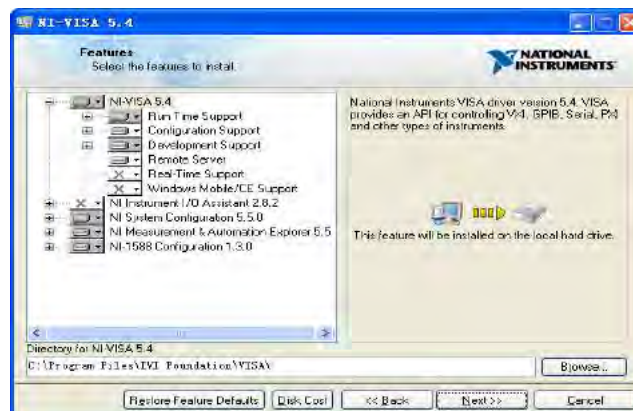 NI-VISA 5.4
Features
Select the features to install.
NATIONAL
INSTRUMENTS
NI-VISA 5.4
Run Time Support
Configuration Support
Development Support
Remote Server
Real-Time Support
Windows Mobile/CE Support
NI Instrument I/O Assistant 2.8.2
NI System Configuration 5.5.0
NI Measurement & Automation Explorer 5.5
NI-1588 Configuration 1.3.0
National Instruments VISA driver version 5.4. VISA
provides an API for controlling VXI, GPIB, Serial, PXI
and other types of instruments.
This feature will be installed on the local hard drive.
Directory for NI-VISA 5.4
C:\Program Files\IVI Foundation\VISA\
Browse...
Restore Feature Defaults
Disk Cost
<< Back
Next >>
Cancel